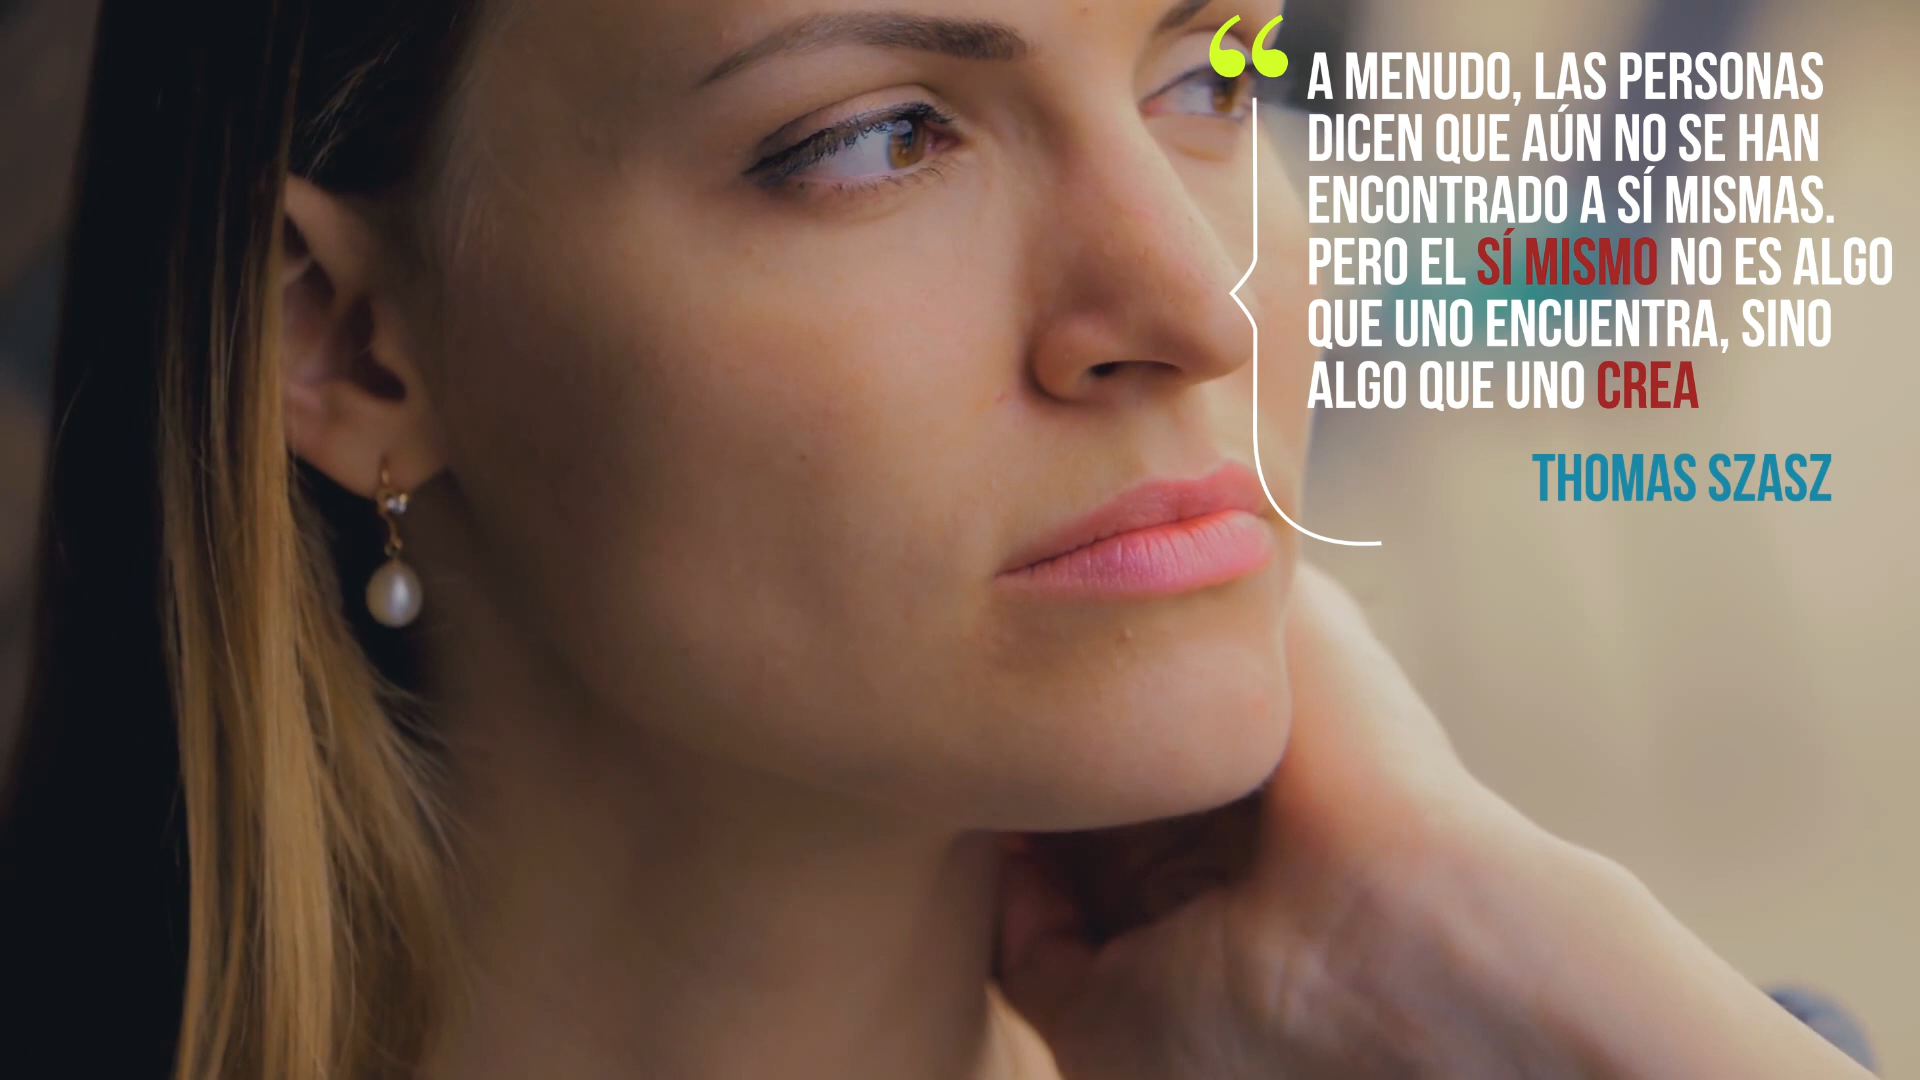 “ A MENUDO, LAS PERSONAS
DICEN QUE AÚN NO SE HAN
ENCONTRADO A SÍ MISMAS.
PERO EL SÍ MISMO NO ES ALGO
QUE UNO ENCUENTRA, SINO
ALGO QUE UNO CREA
THOMAS SZASZ